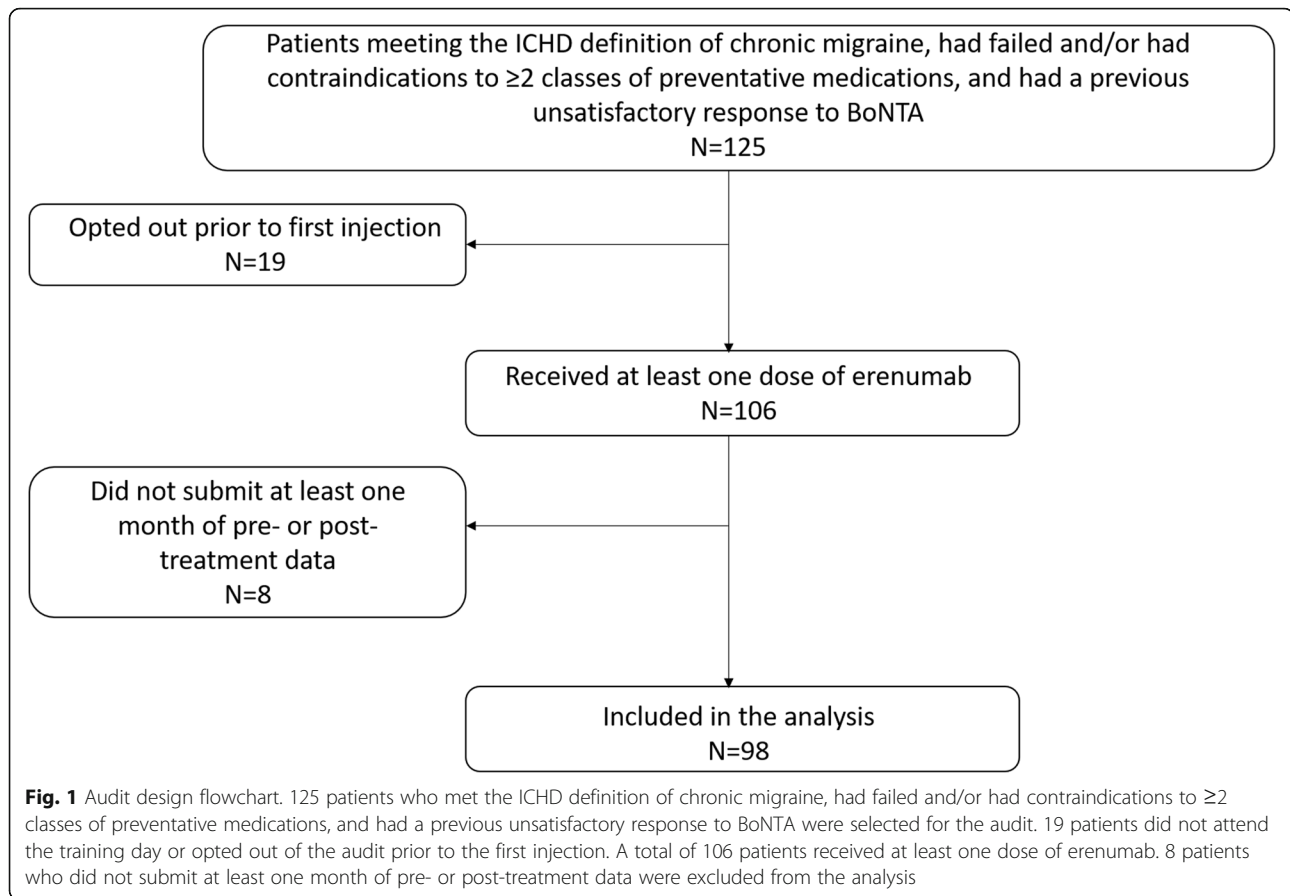 Patients meeting the ICHD definition of chronic migraine, had failed and/or had
contraindications to ≥2 classes of preventative medications, and had a previous
unsatisfactory response to BoNTA
N=125
Opted out prior to first injection
N=19
Received at least one dose of erenumab
N=106
Did not submit at least one
month of pre- or post-
treatment data
N=8
Included in the analysis
N=98
Fig. 1 Audit design flowchart. 125 patients who met the ICHD definition of chronic migraine, had failed and/or had contraindications to ≥2
classes of preventative medications, and had a previous unsatisfactory response to BoNTA were selected for the audit. 19 patients did not attend
the training day or opted out of the audit prior to the first injection. A total of 106 patients received at least one dose of erenumab. 8 patients
who did not submit at least one month of pre- or post-treatment data were excluded from the analysis